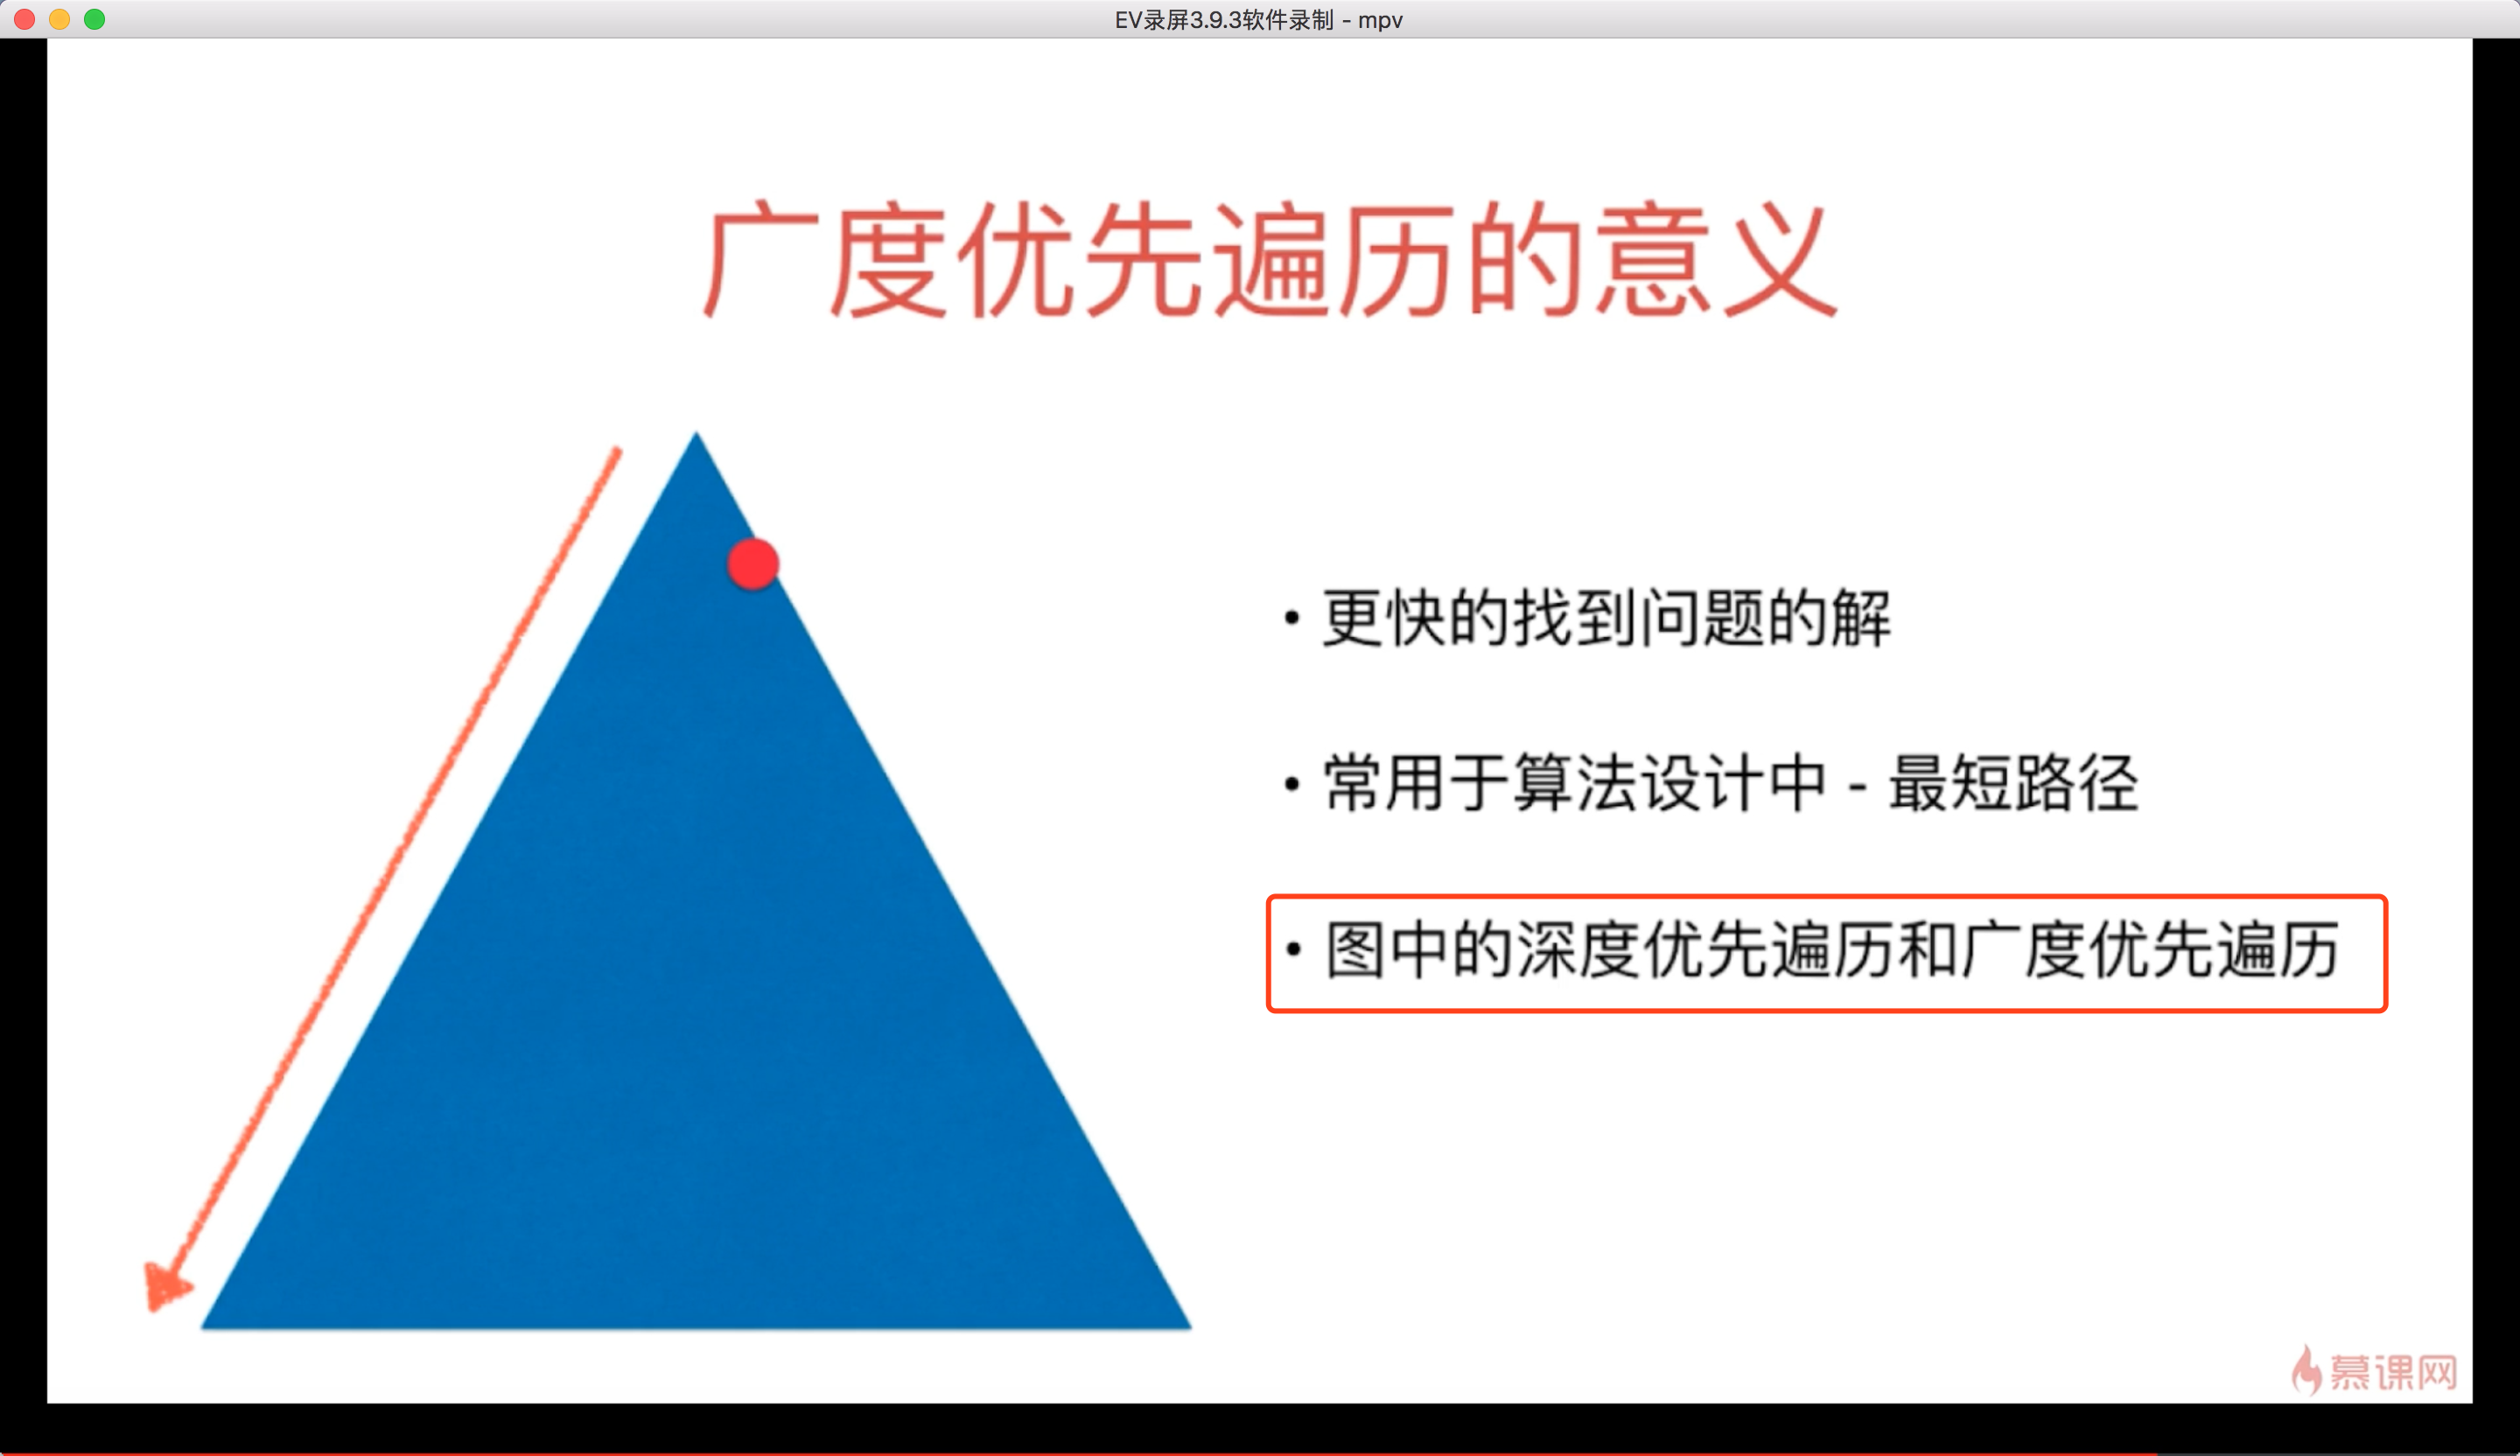 EV录屏3.9.3软件录制 - mpv
广度优先遍历的意义
• 更快的找到问题的解
• 常用于算法设计中 - 最短路径
• 图中的深度优先遍历和广度优先遍历
慕课网